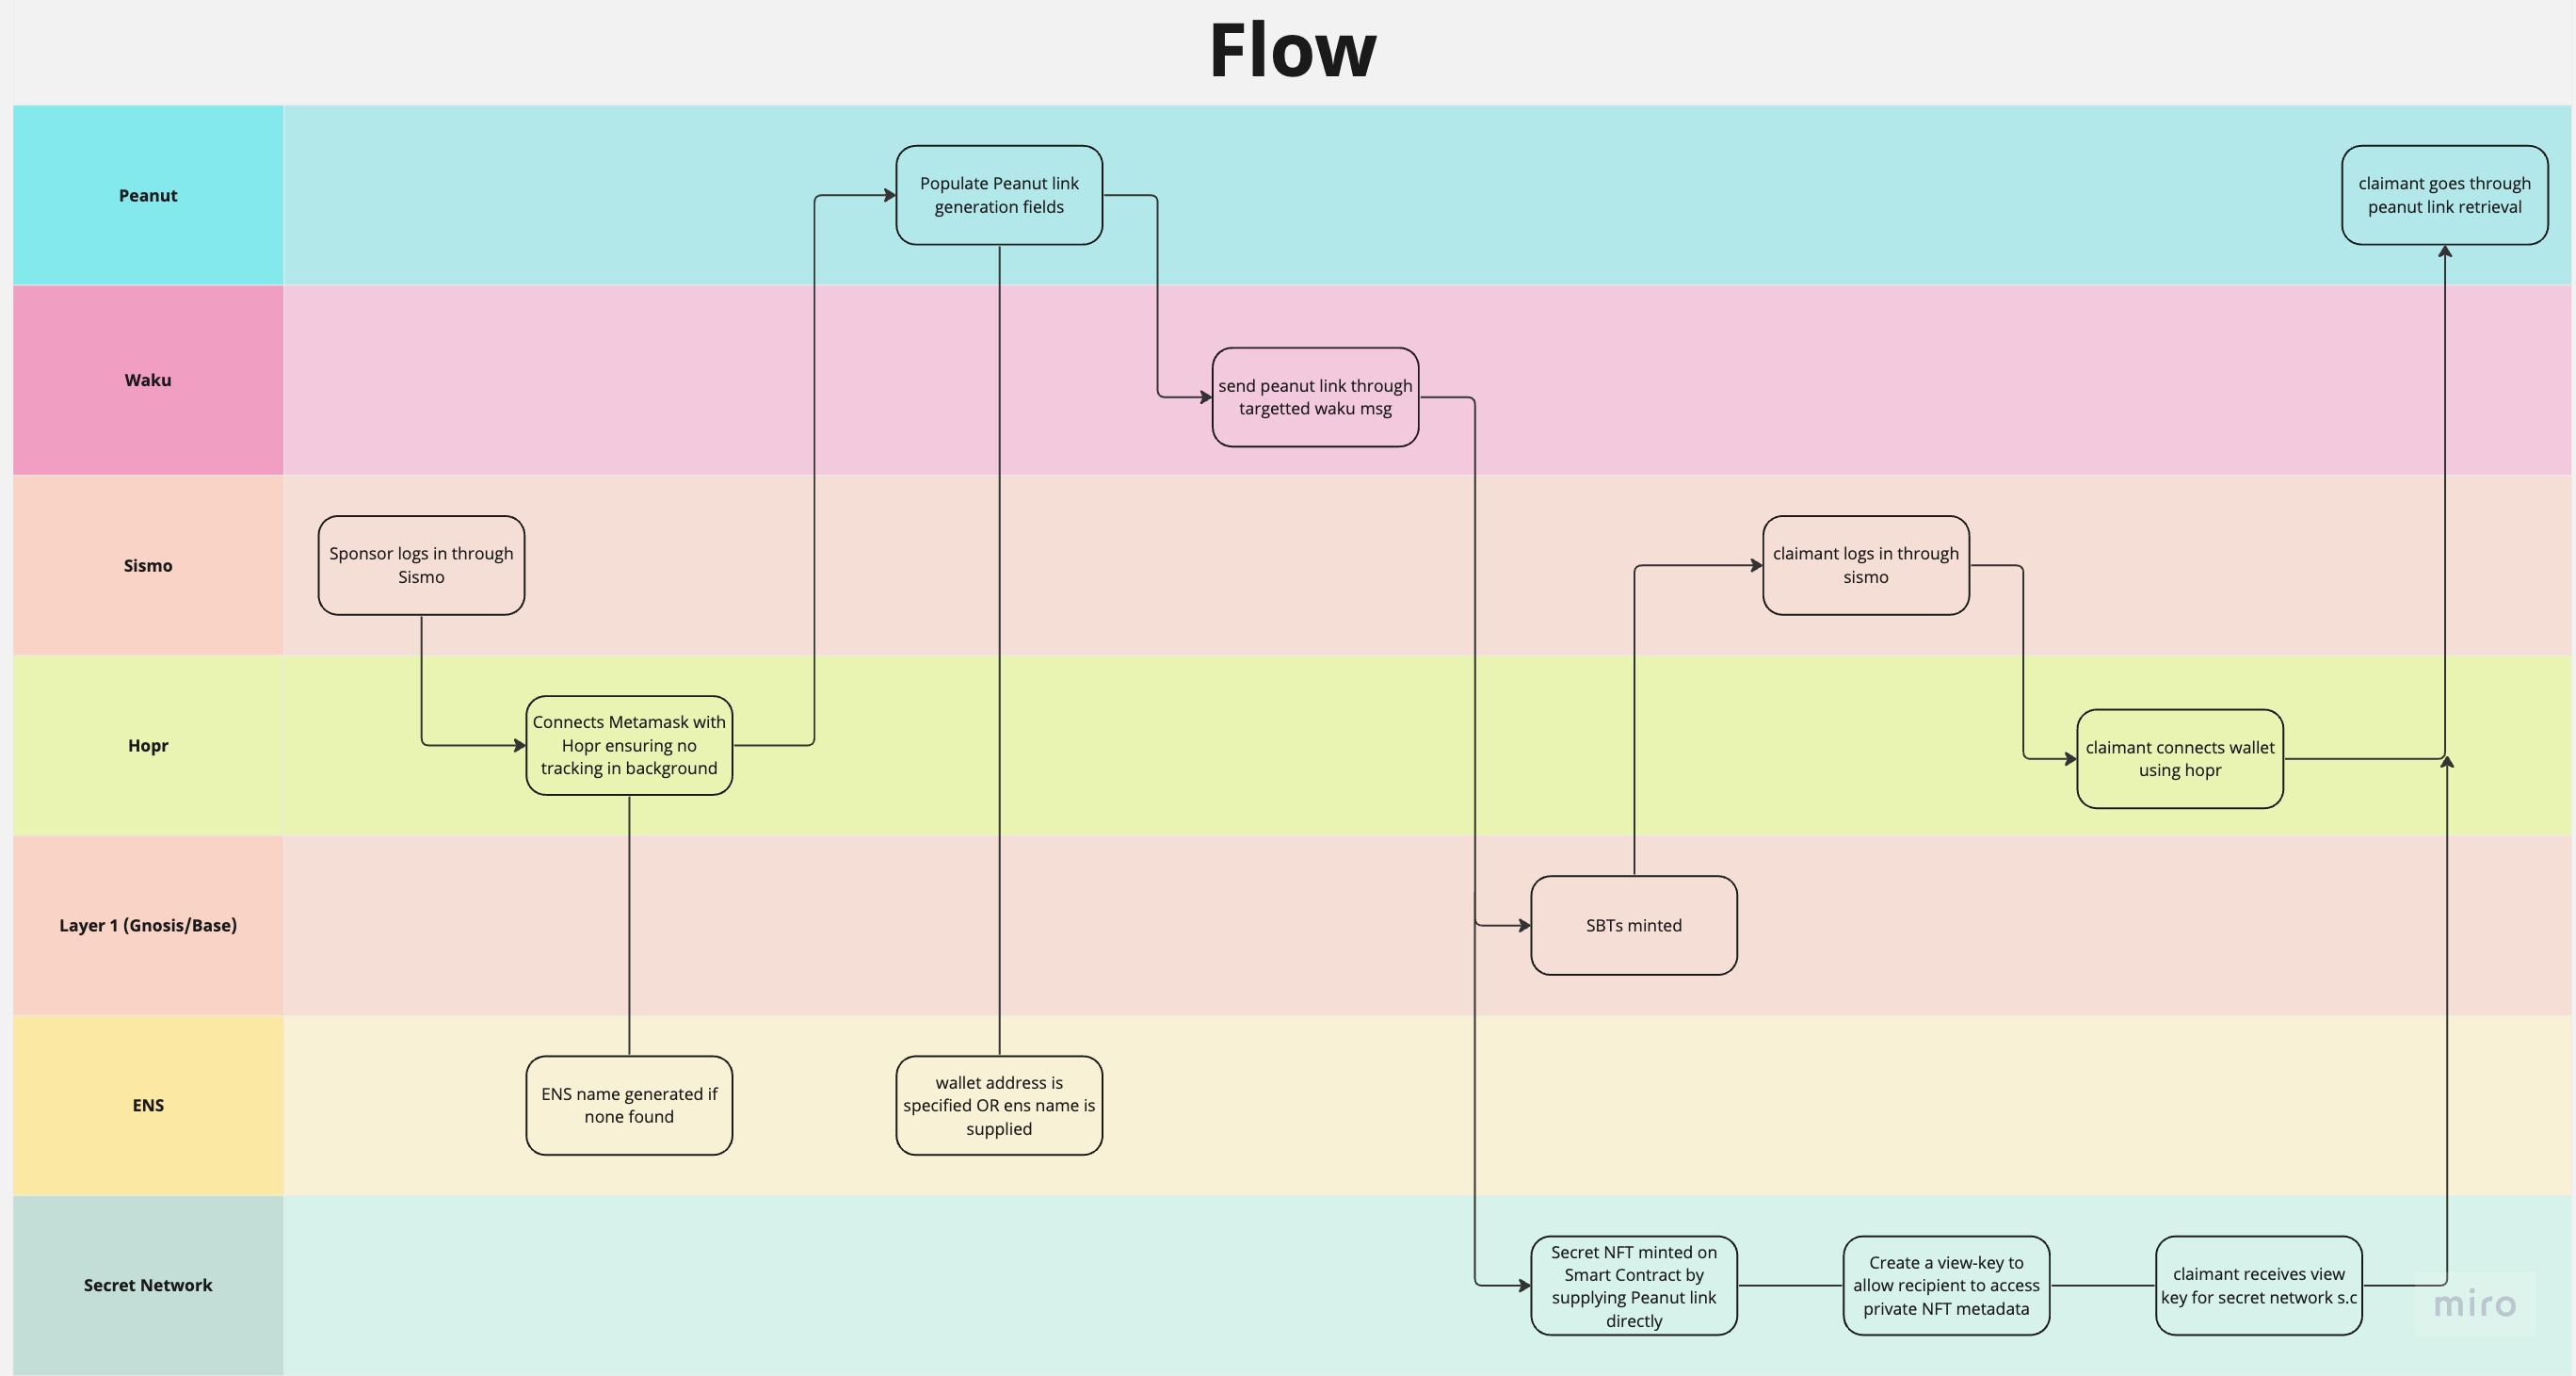 Flow
Peanut
Populate Peanut link
generation fields
claimant goes through
peanut link retrieval
Waku
send peanut link through
targetted waku msg
Sismo
Sponsor logs in through
Sismo
claimant logs in through
sismo
Hopr
Connects Metamask with
Hopr ensuring no
tracking in background
claimant connects wallet
using hopr
Layer 1 (Gnosis/Base)
SBTs minted
ENS
ENS name generated if
none found
wallet address is
specified OR ens name is
supplied
Secret Network
Secret NFT minted on
Smart Contract by
supplying Peanut link
directly
Create a view-key to
allow recipient to access
private NFT metadata
claimant receives view
key for secret network s.c
miro